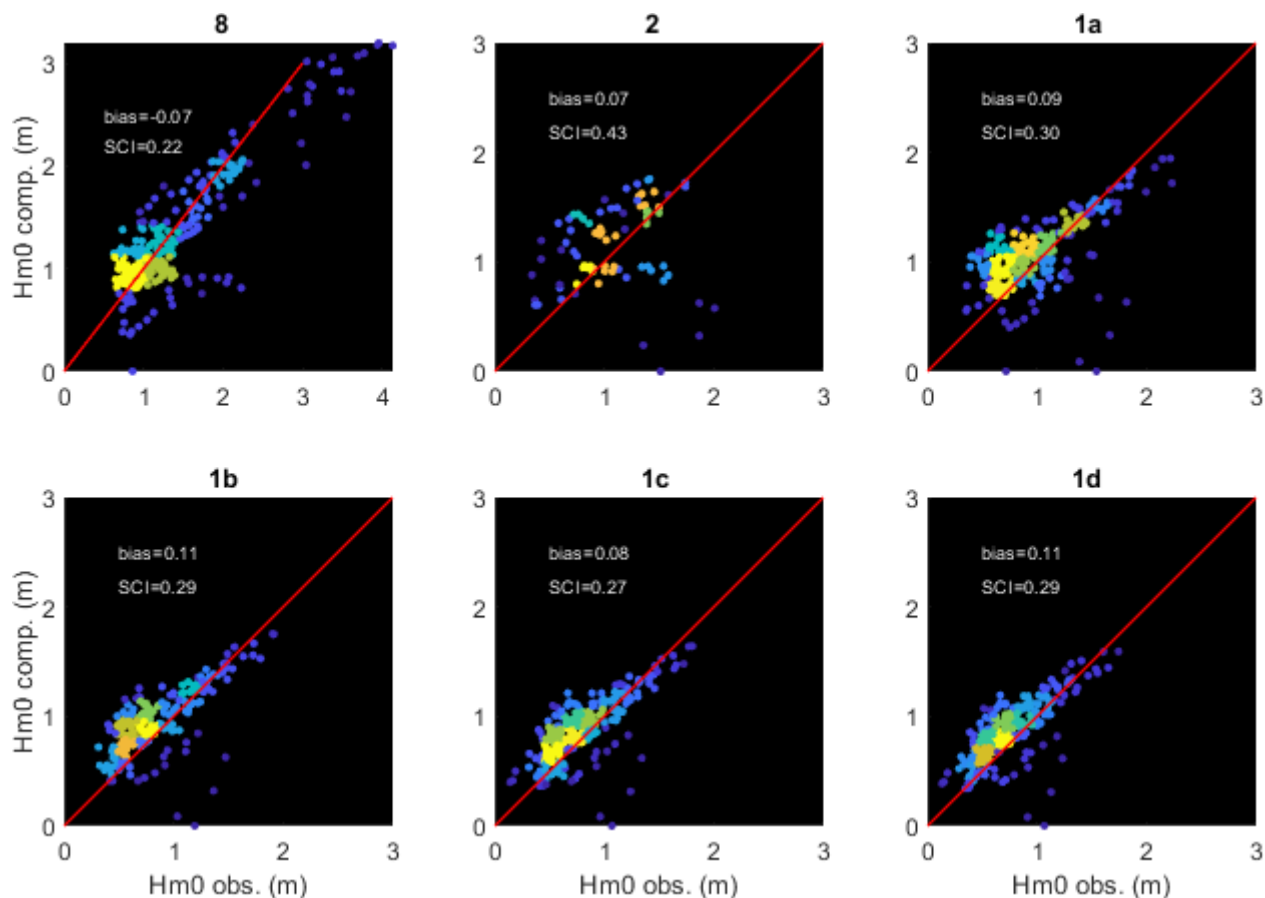 8
2
1a
bias=-0.07
SCI=0.22
bias=0.07
SCI=0.43
bias=0.09
SCI=0.30
Hm0 comp. (m)
3
2
1
0
0
1
2
3
4
3
2
1
0
0
1
2
3
3
2
1
0
0
1
2
3
1b
1c
1d
bias=0.11
SCI=0.29
bias=0.08
SCI=0.27
bias=0.11
SCI=0.29
Hm0 comp. (m)
3
2
1
0
0
1
2
3
3
2
1
0
0
1
2
3
3
2
1
0
0
1
2
3
Hm0 obs. (m)
Hm0 obs. (m)
Hm0 obs. (m)